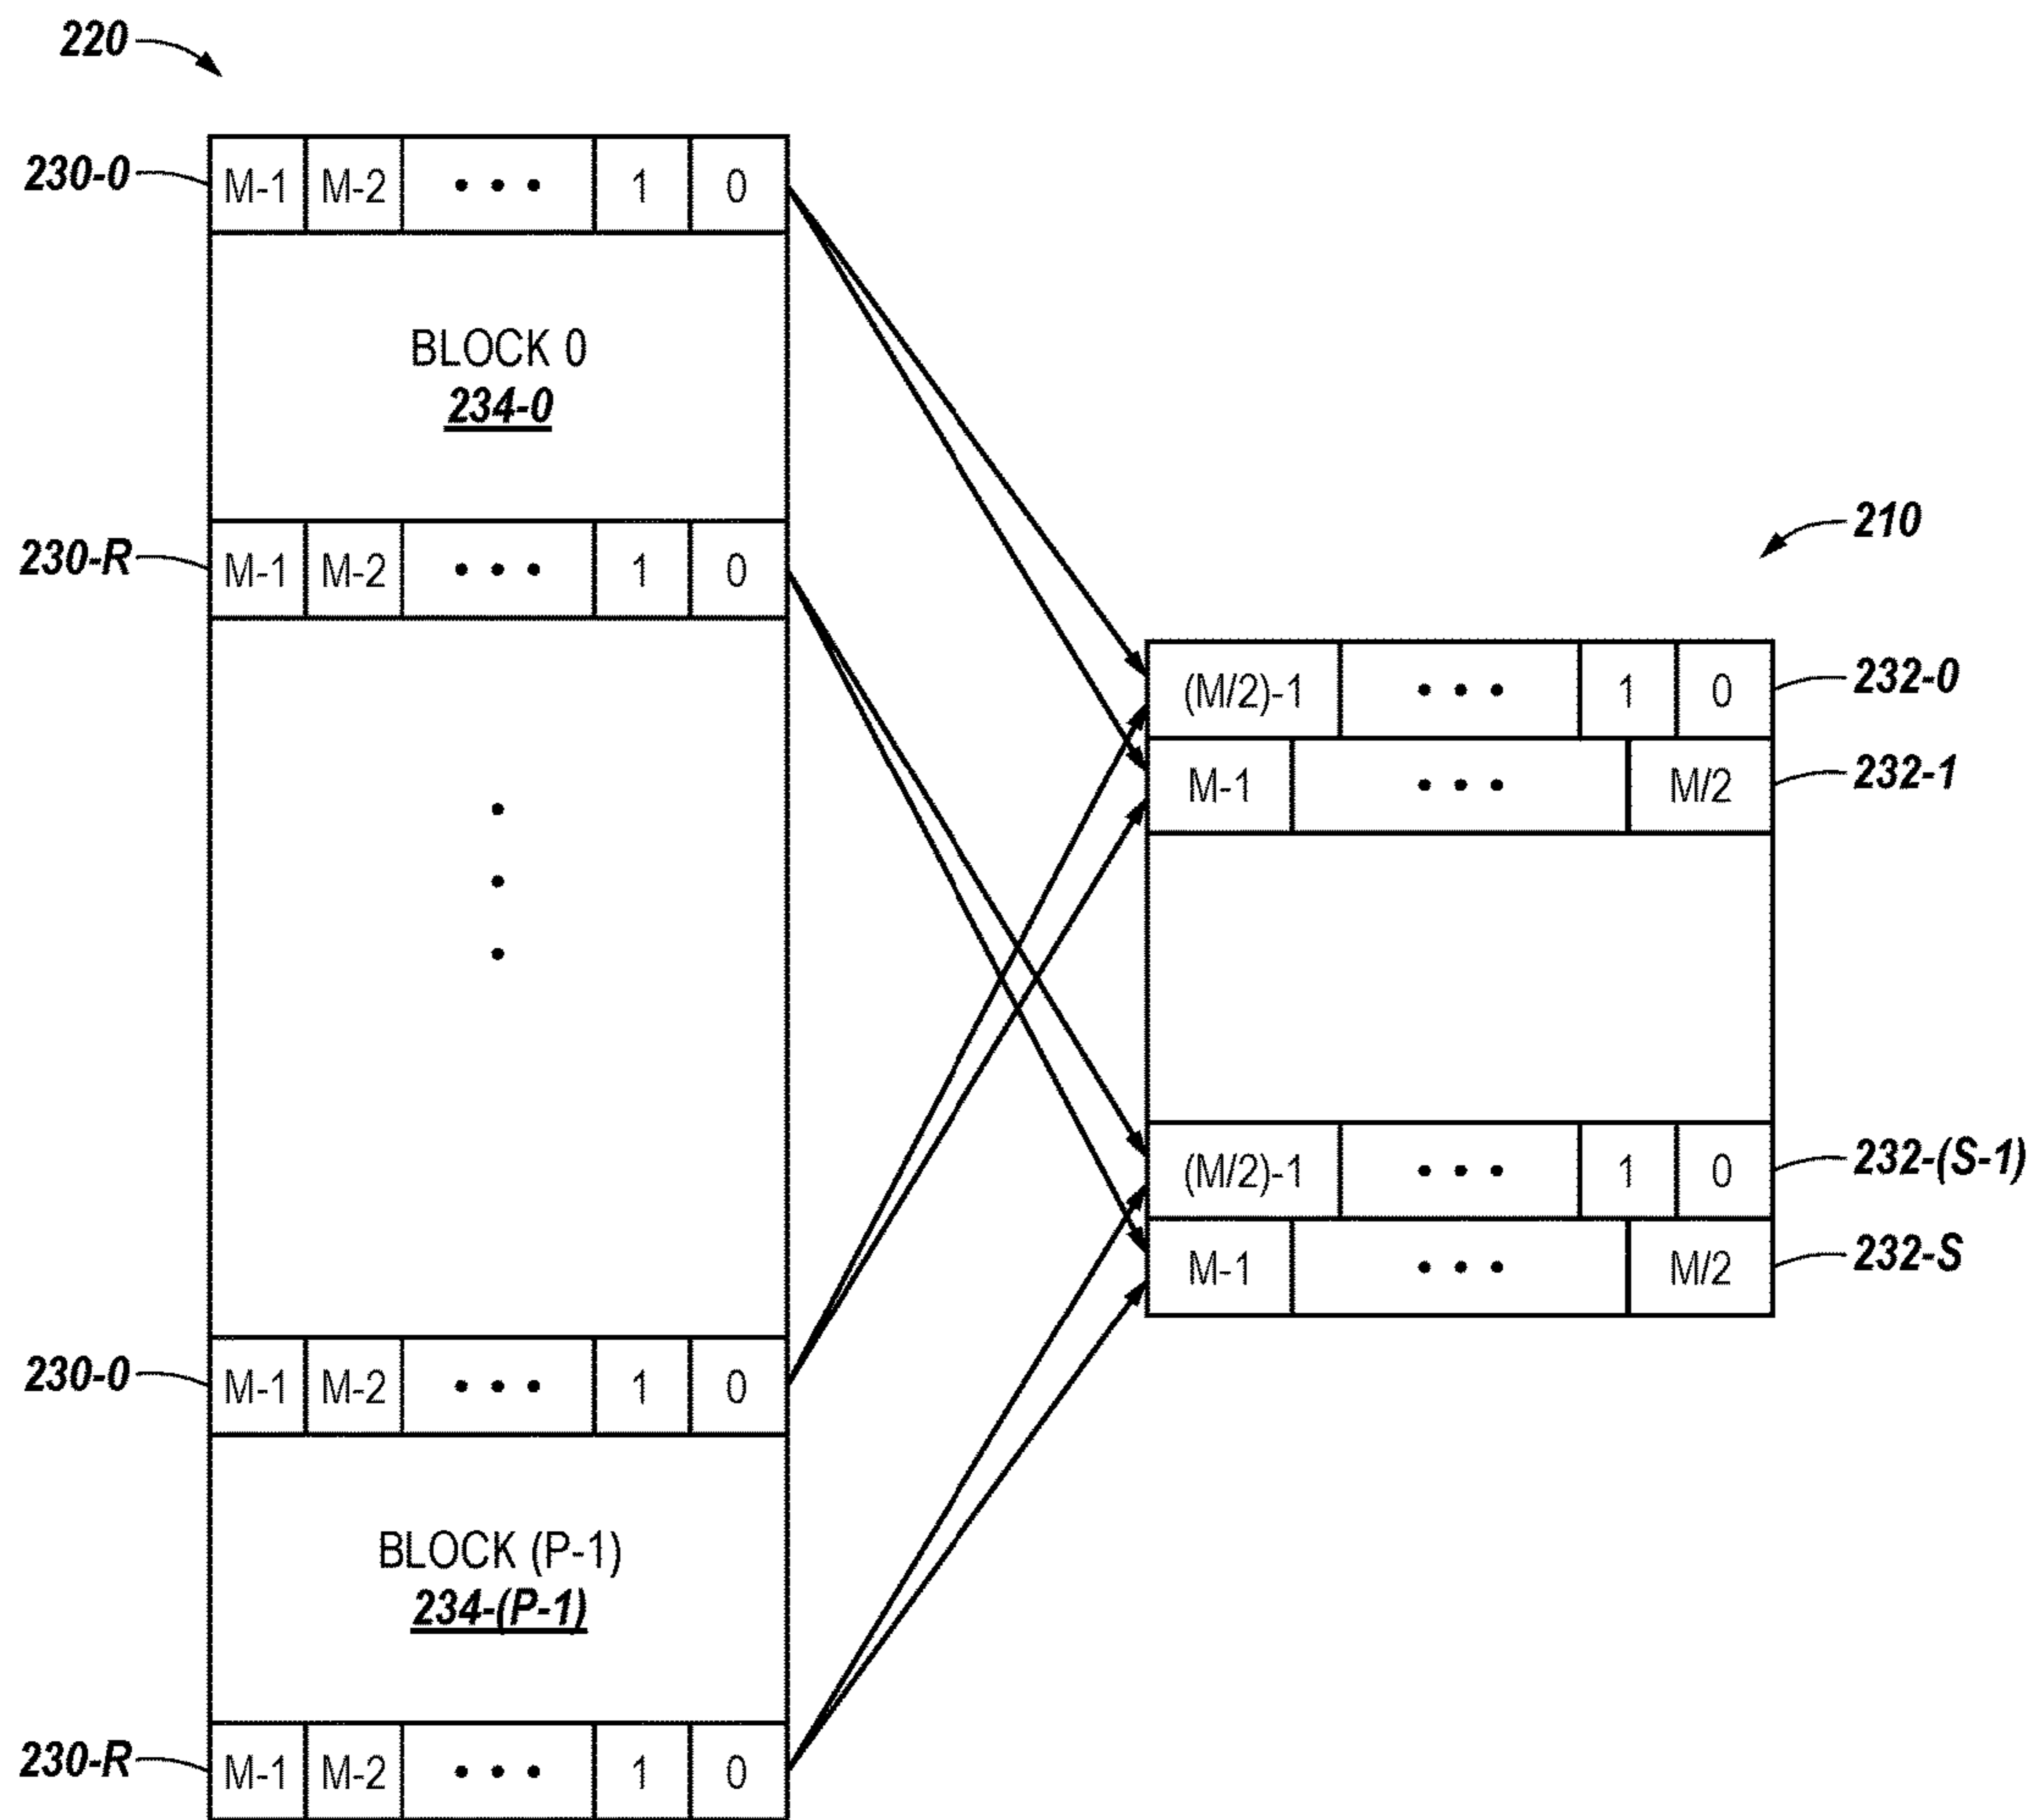 220
230-0 M-1 M-2 • • • 1 0
BLOCK 0
234-0
230-R M-1 M-2 • • • 1 0
210
(M/2)-1 • • • 1 0 232-0
M-1 • • • M/2 232-1
•
•
•
(M/2)-1 • • • 1 0 232-(S-1)
M-1 • • • M/2 232-S
230-0 M-1 M-2 • • • 1 0
BLOCK (P-1)
234-(P-1)
230-R M-1 M-2 • • • 1 0